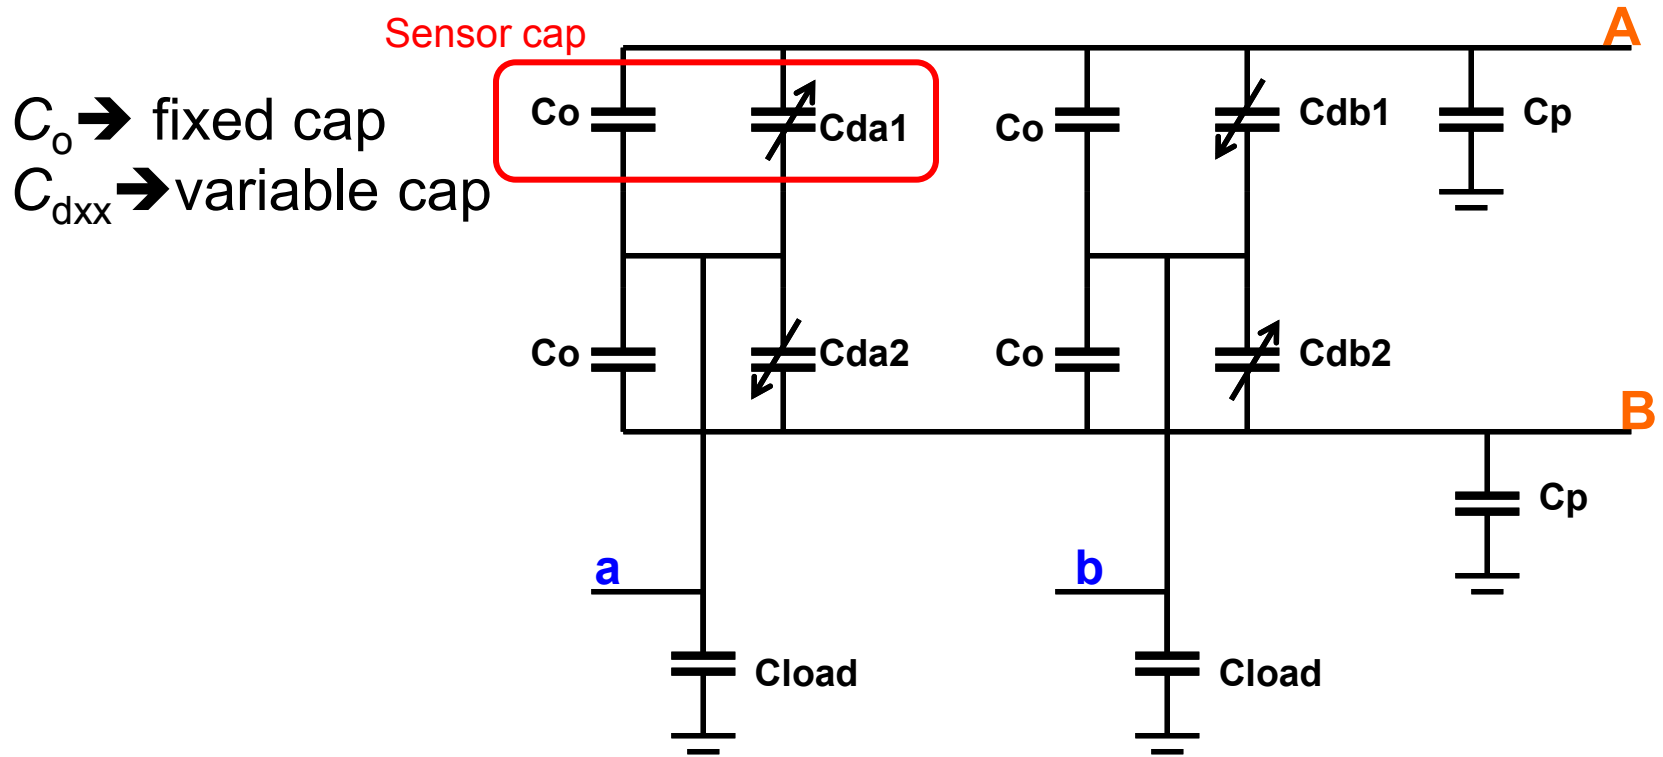 Sensor cap
A
Co➔ fixed cap
Cdxx➔variable cap
Co
Cda1
Co
Cdb1
Cp
Co
Cda2
Co
Cdb2
B
Cp
a
b
Cload
Cload